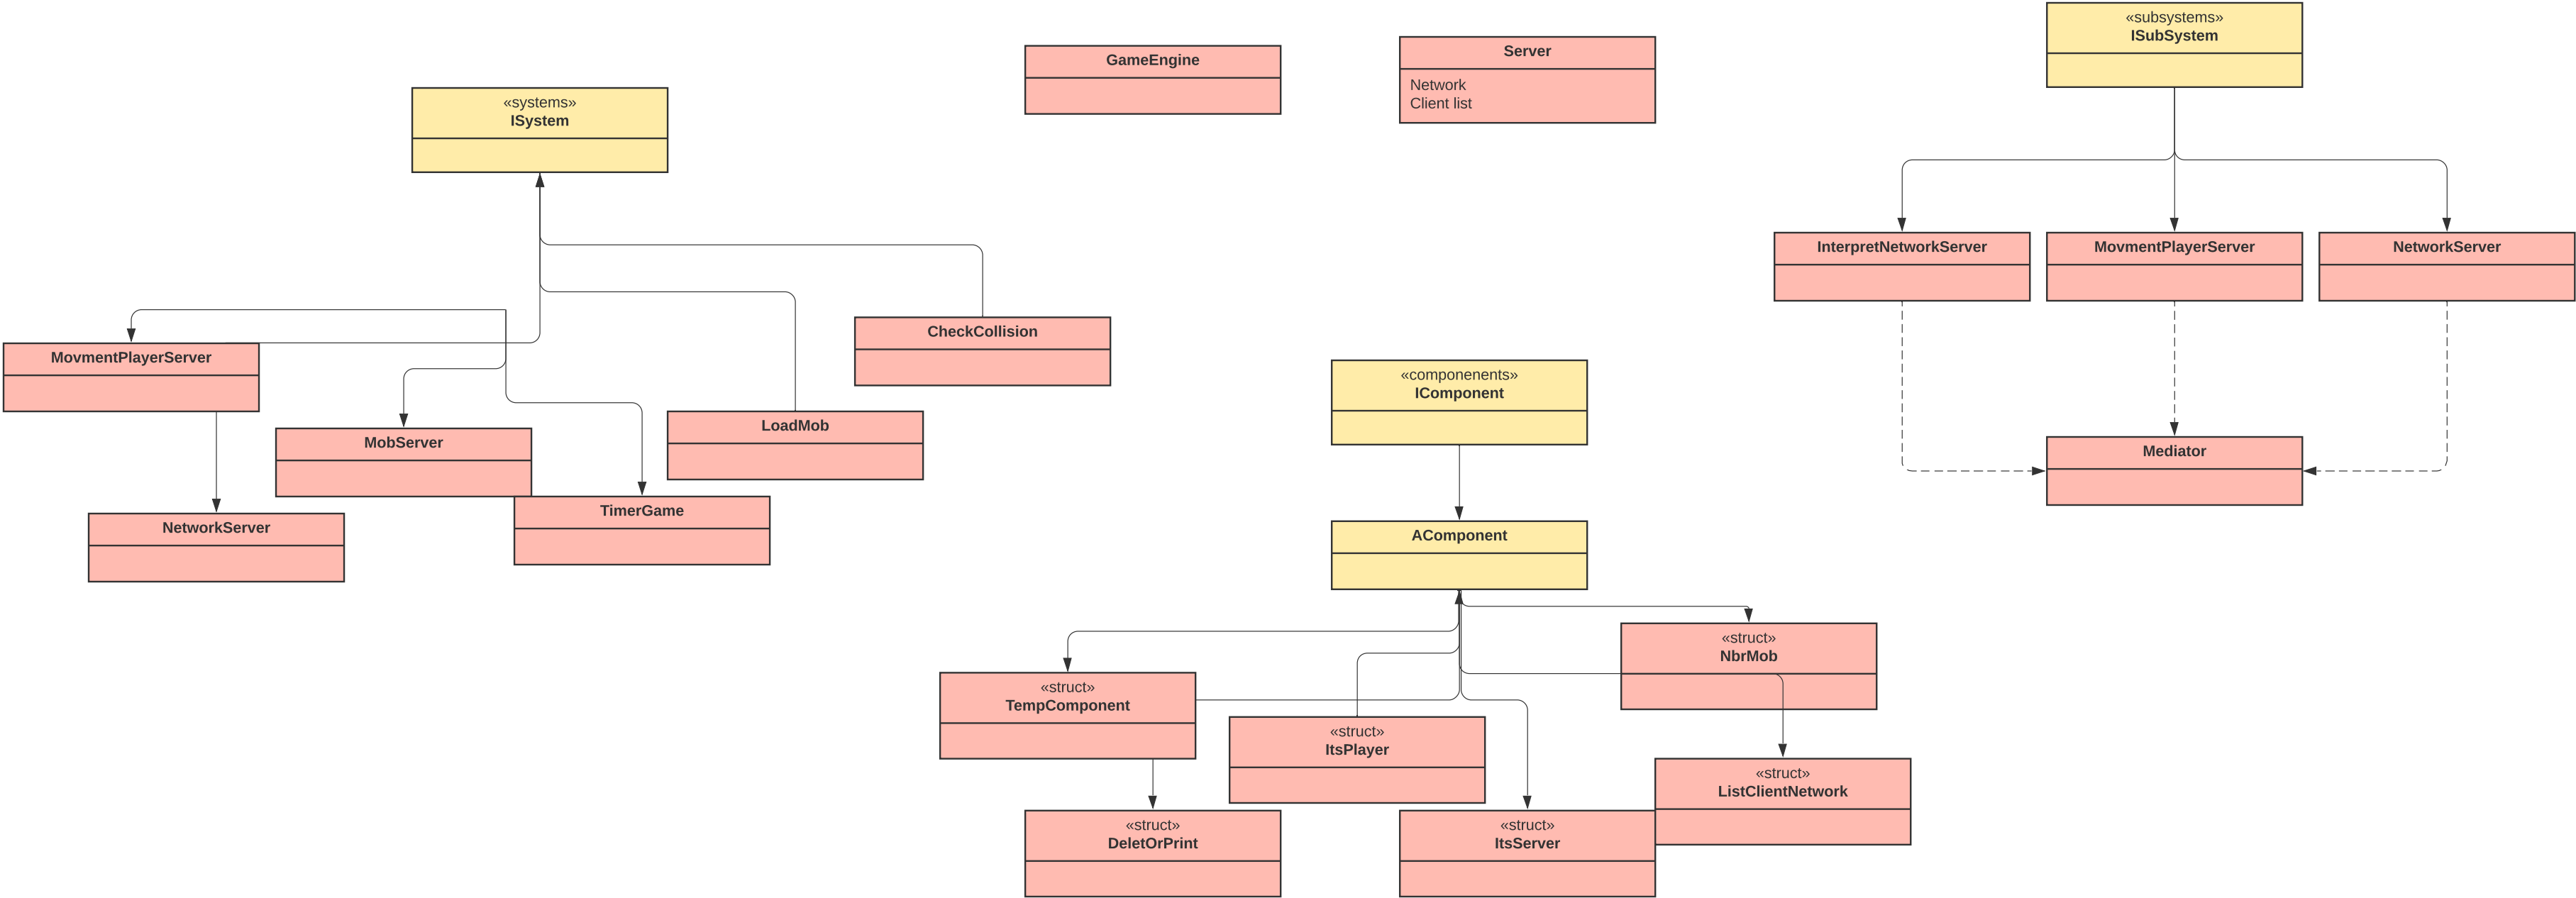 «subsystems»
ISubSystem
GameEngine
Server
Network
Client list
«systems»
ISystem
InterpretNetworkServer
MovmentPlayerServer
NetworkServer
CheckCollision
MovmentPlayerServer
«componenents»
IComponent
LoadMob
MobServer
Mediator
TimerGame
NetworkServer
AComponent
«struct»
NbrMob
«struct»
TempComponent
«struct»
ItsPlayer
«struct»
ListClientNetwork
«struct»
DeletOrPrint
«struct»
ItsServer